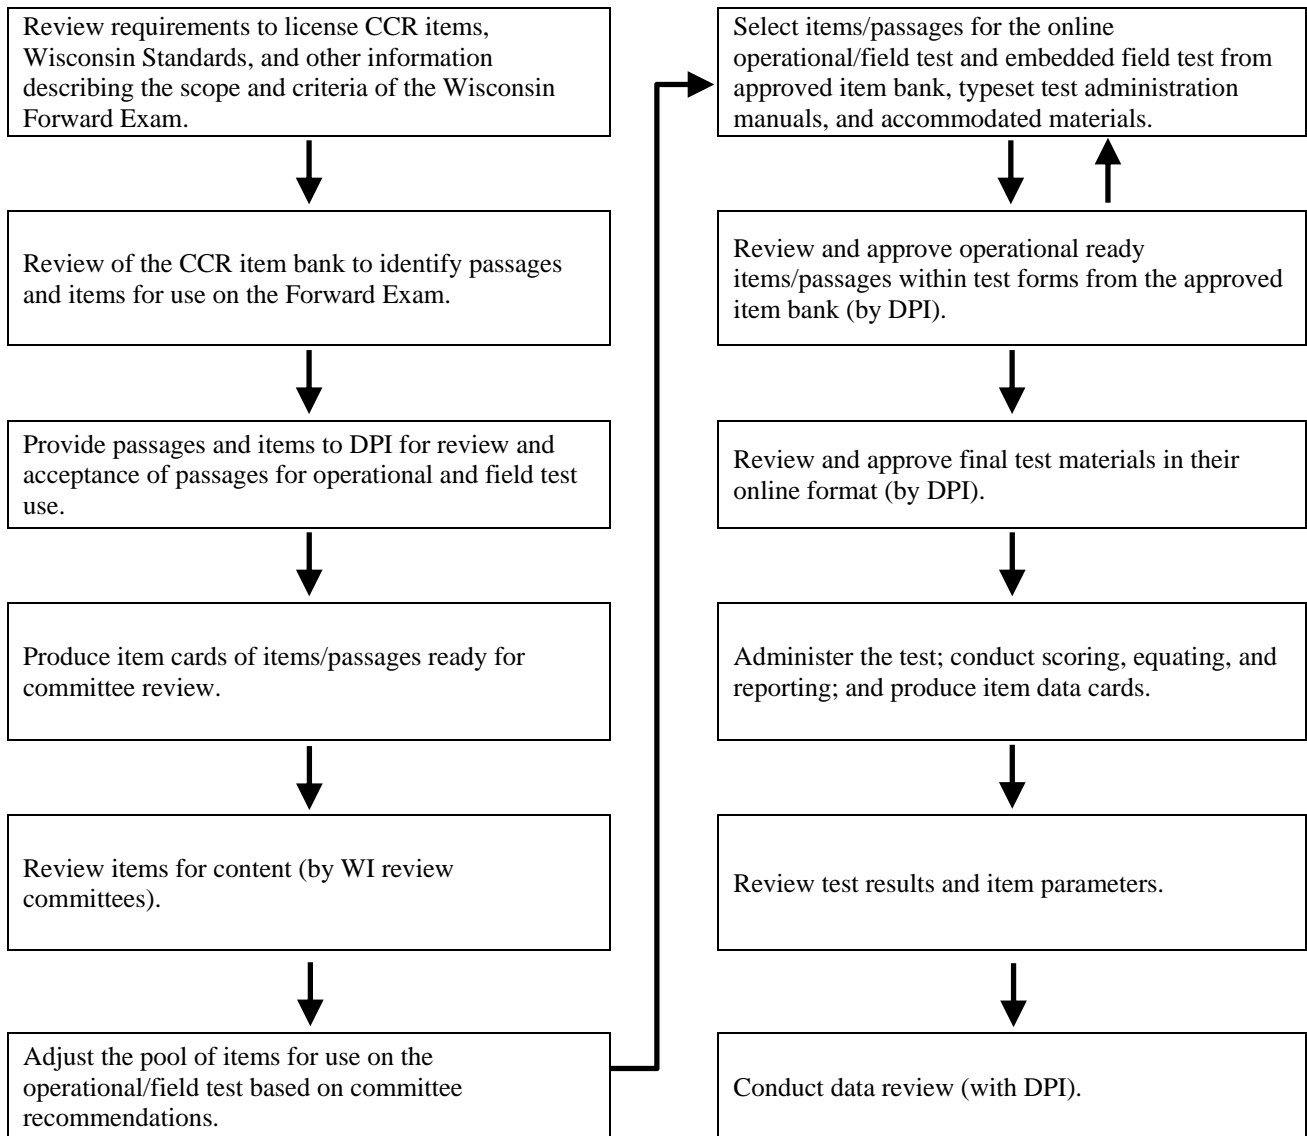 Review requirements to license CCR items,
Wisconsin Standards, and other information
describing the scope and criteria of the Wisconsin
Forward Exam.
Review of the CCR item bank to identify passages
and items for use on the Forward Exam.
Provide passages and items to DPI for review and
acceptance of passages for operational and field test
use.
Produce item cards of items/passages ready for
committee review.
Review items for content (by WI review
committees).
Adjust the pool of items for use on the
operational/field test based on committee
recommendations.
Select items/passages for the online
operational/field test and embedded field test from
approved item bank, typeset test administration
manuals, and accommodated materials.
Review and approve operational ready
items/passages within test forms from the approved
item bank (by DPI).
Review and approve final test materials in their
online format (by DPI).
Administer the test; conduct scoring, equating, and
reporting; and produce item data cards.
Review test results and item parameters.
Conduct data review (with DPI).